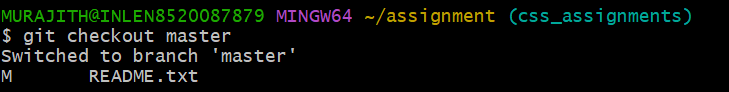 MURAJITH@INLEN8520087879 MINGW64 ~/assignment (css_assignments)
$ git checkout master
Switched to branch 'master'
M       README.txt